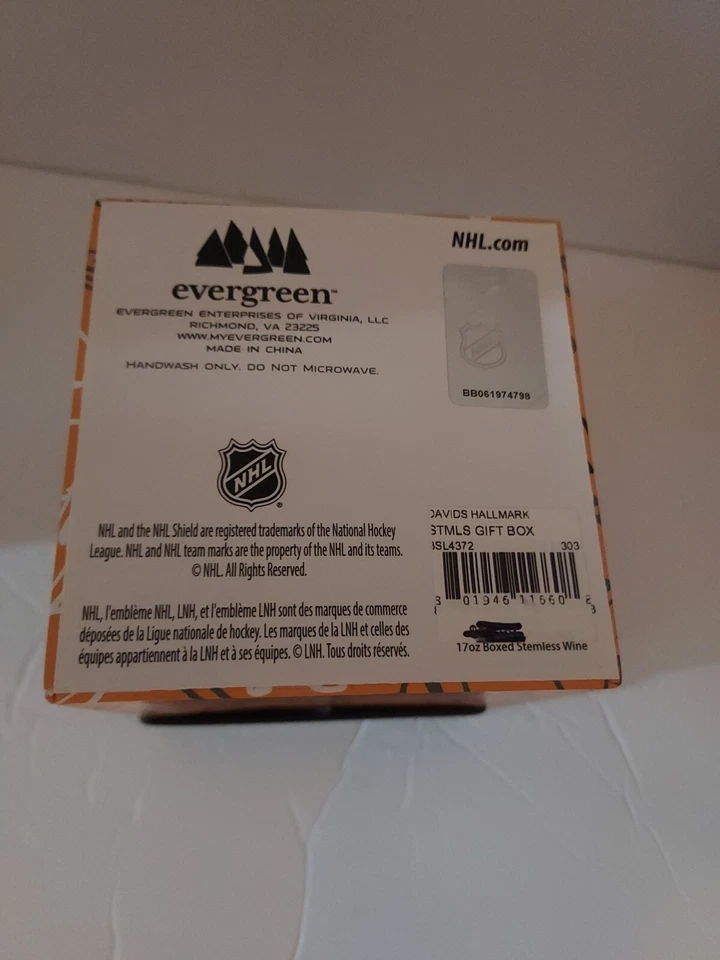 evergreen™
EVERGREEN ENTERPRISES OF VIRGINIA, LLC
RICHMOND, VA 23225
WWW.MYEVERGREEN.COM
MADE IN CHINA
HANDWASH ONLY. DO NOT MICROWAVE.
NHL.com
BB061974798
NHL
®
NHL and the NHL Shield are registered trademarks of the National Hockey
League. NHL and NHL team marks are the property of the NHL and its teams.
© NHL. All Rights Reserved.
NHL, l'emblème NHL, LNH, et l'emblème LNH sont des marques de commerce
déposées de la Ligue nationale de hockey. Les marques de la LNH et celles des
équipes appartiennent à la LNH et à ses équipes. © LNH. Tous droits réservés.
DAVIDS HALLMARK
STMLS GIFT BOX
SL4372 303
01946 11660
17oz Boxed Stemless Wine